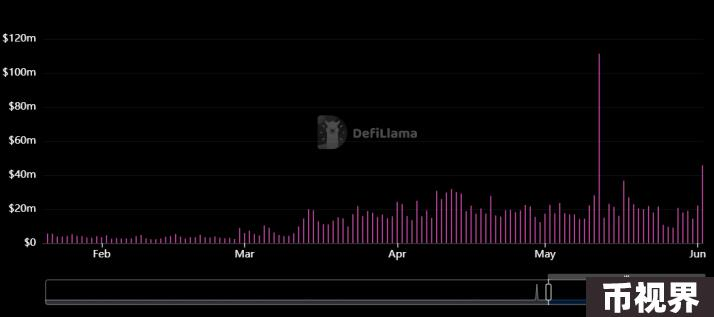 $120m
$100m
$80m
$60m
$40m
$20m
$0
DefiLlama
Feb Mar Apr May Jun
币视界